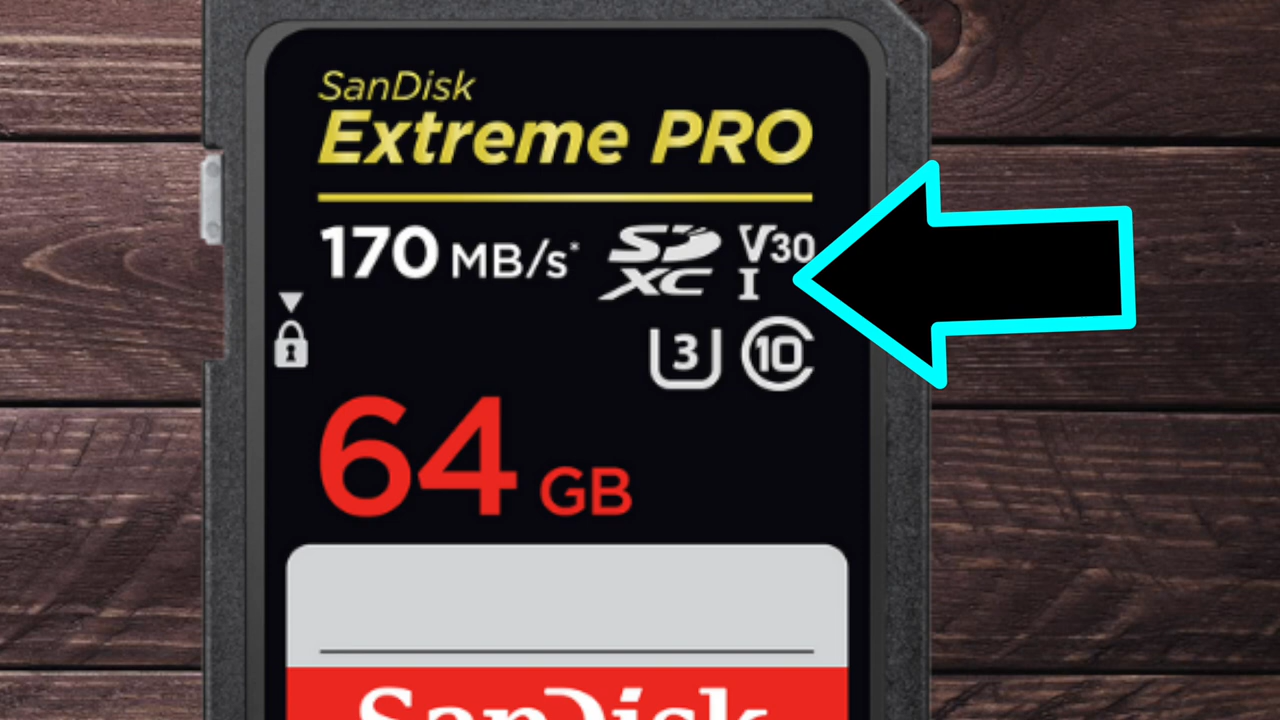 SanDisk
Extreme PRO
170 MB/s* SD XC V30 I
3 10
64 GB
SanDisk